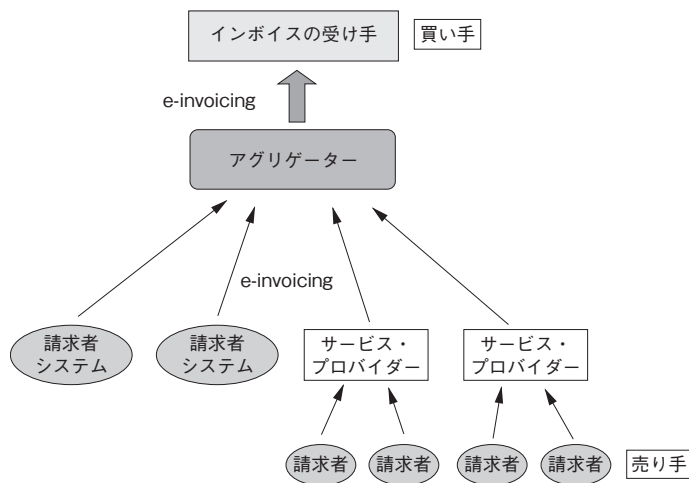 インボイスの受け手
買い手
e-invoicing
アグリゲーター
e-invoicing
請求者
システム
請求者
システム
サービス・
プロバイダー
サービス・
プロバイダー
請求者
請求者
請求者
請求者
売り手